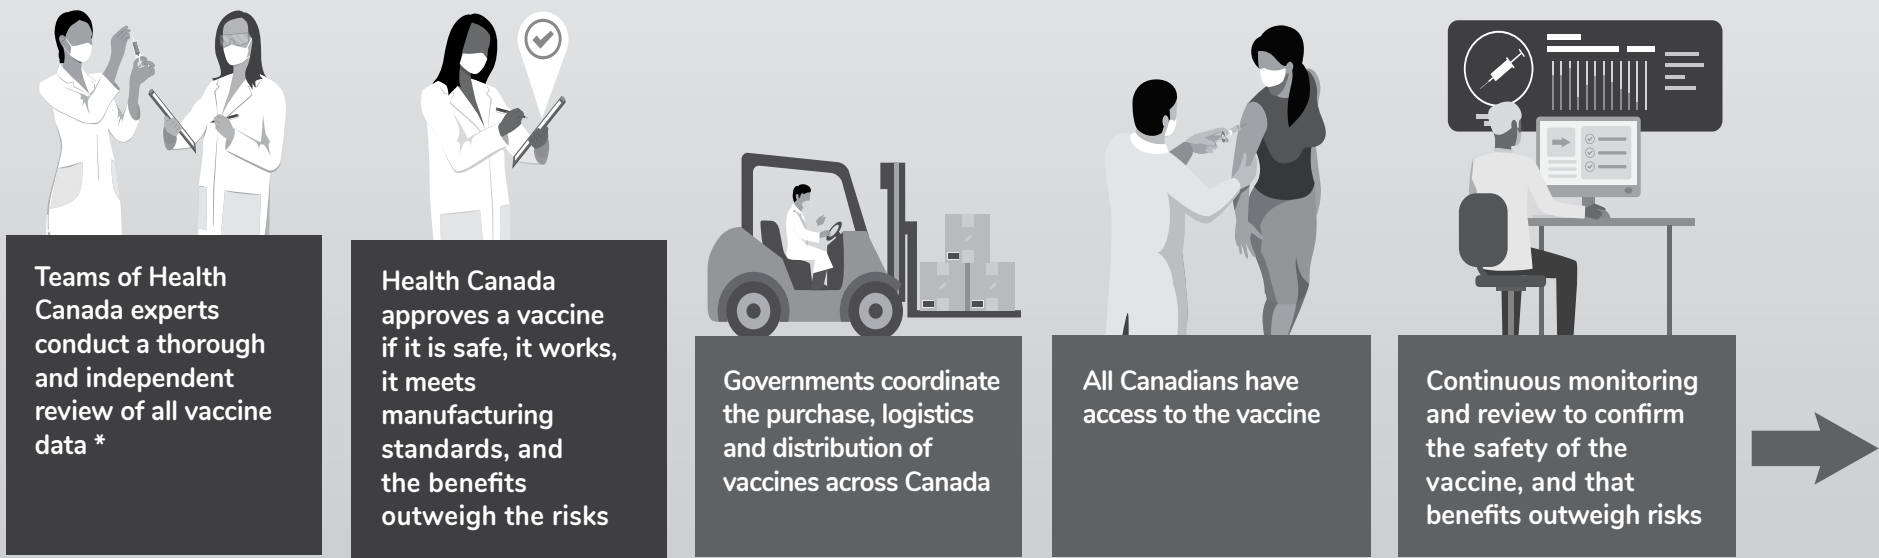 Teams of Health
Canada experts
conduct a thorough
and independent
review of all vaccine
data *
Health Canada
approves a vaccine
if it is safe, it works,
it meets
manufacturing
standards, and
the benefits
outweigh the risks
Governments coordinate
the purchase, logistics
and distribution of
vaccines across Canada
All Canadians have
access to the vaccine
Continuous monitoring
and review to confirm
the safety of the
vaccine, and that
benefits outweigh risks